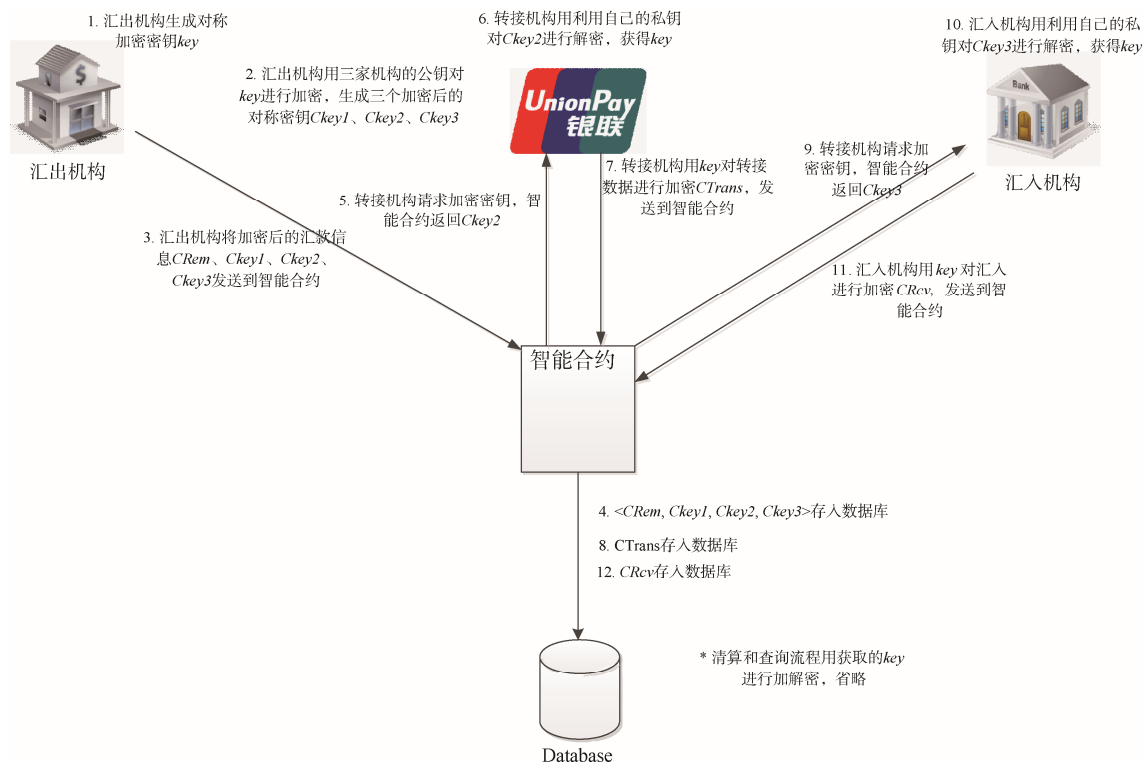 1. 汇出机构生成对称
加密密钥key
汇出机构
2. 汇出机构用三家机构的公钥对
key进行加密，生成三个加密后的
对称密钥Ckey1、Ckey2、Ckey3
3. 汇出机构将加密后的汇款信
息CRem、Ckey1、Ckey2、
Ckey3发送到智能合约
6. 转接机构用利用自己的私钥
对Ckey2进行解密，获得key
UnionPay
银联
5. 转接机构请求加密密钥，智
能合约返回Ckey2
7. 转接机构用key对转接
数据进行加密CTrans，发
送到智能合约
10. 汇入机构用利用自己的私
钥对Ckey3进行解密，获得key
Bank
汇入机构
9. 转接机构请求加
密密钥，智能合约
返回Ckey3
11. 汇入机构用 key 对汇入
进行加密 CRcv, 发送到智
能合约
智能合约
4. <CRem, Ckey1, Ckey2, Ckey3>存入数据库
8. CTrans存入数据库
12. CRcv存入数据库
* 清算和查询流程用获取的key
进行加解密，省略
Database